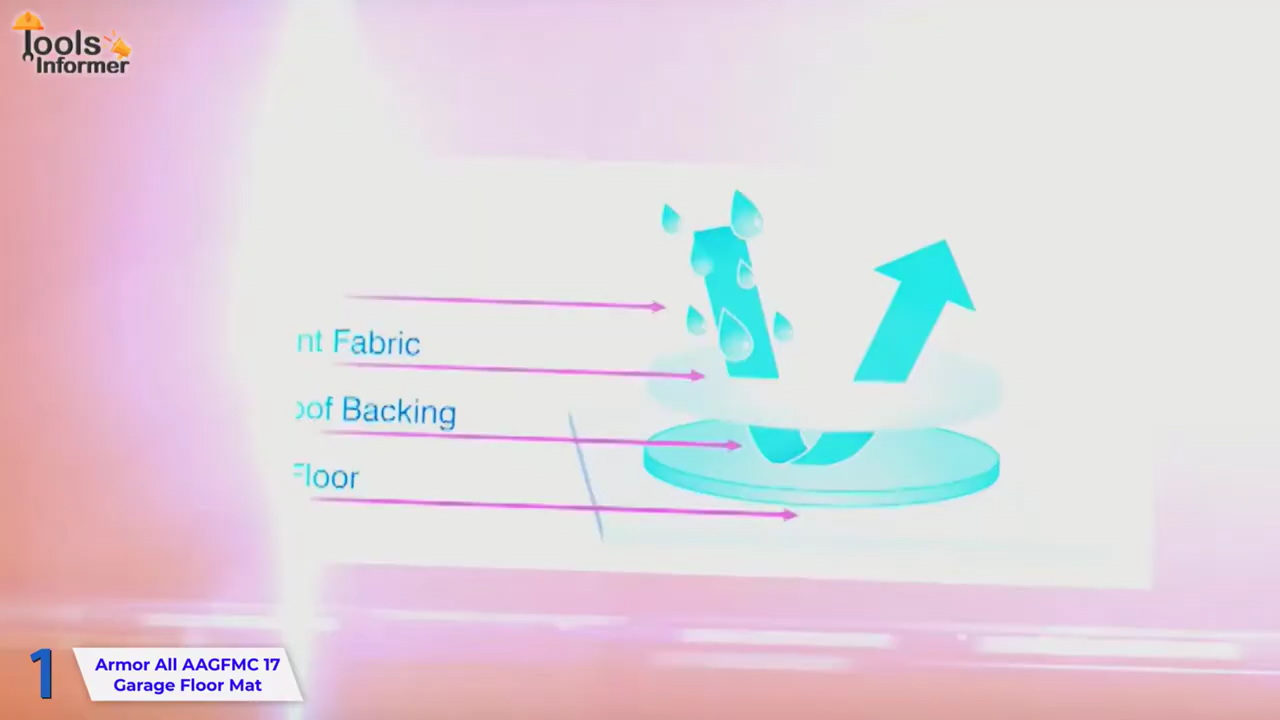 Tools
Informer
nt Fabric
oof Backing
Floor
1
Armor All AAGFMC 17
Garage Floor Mat